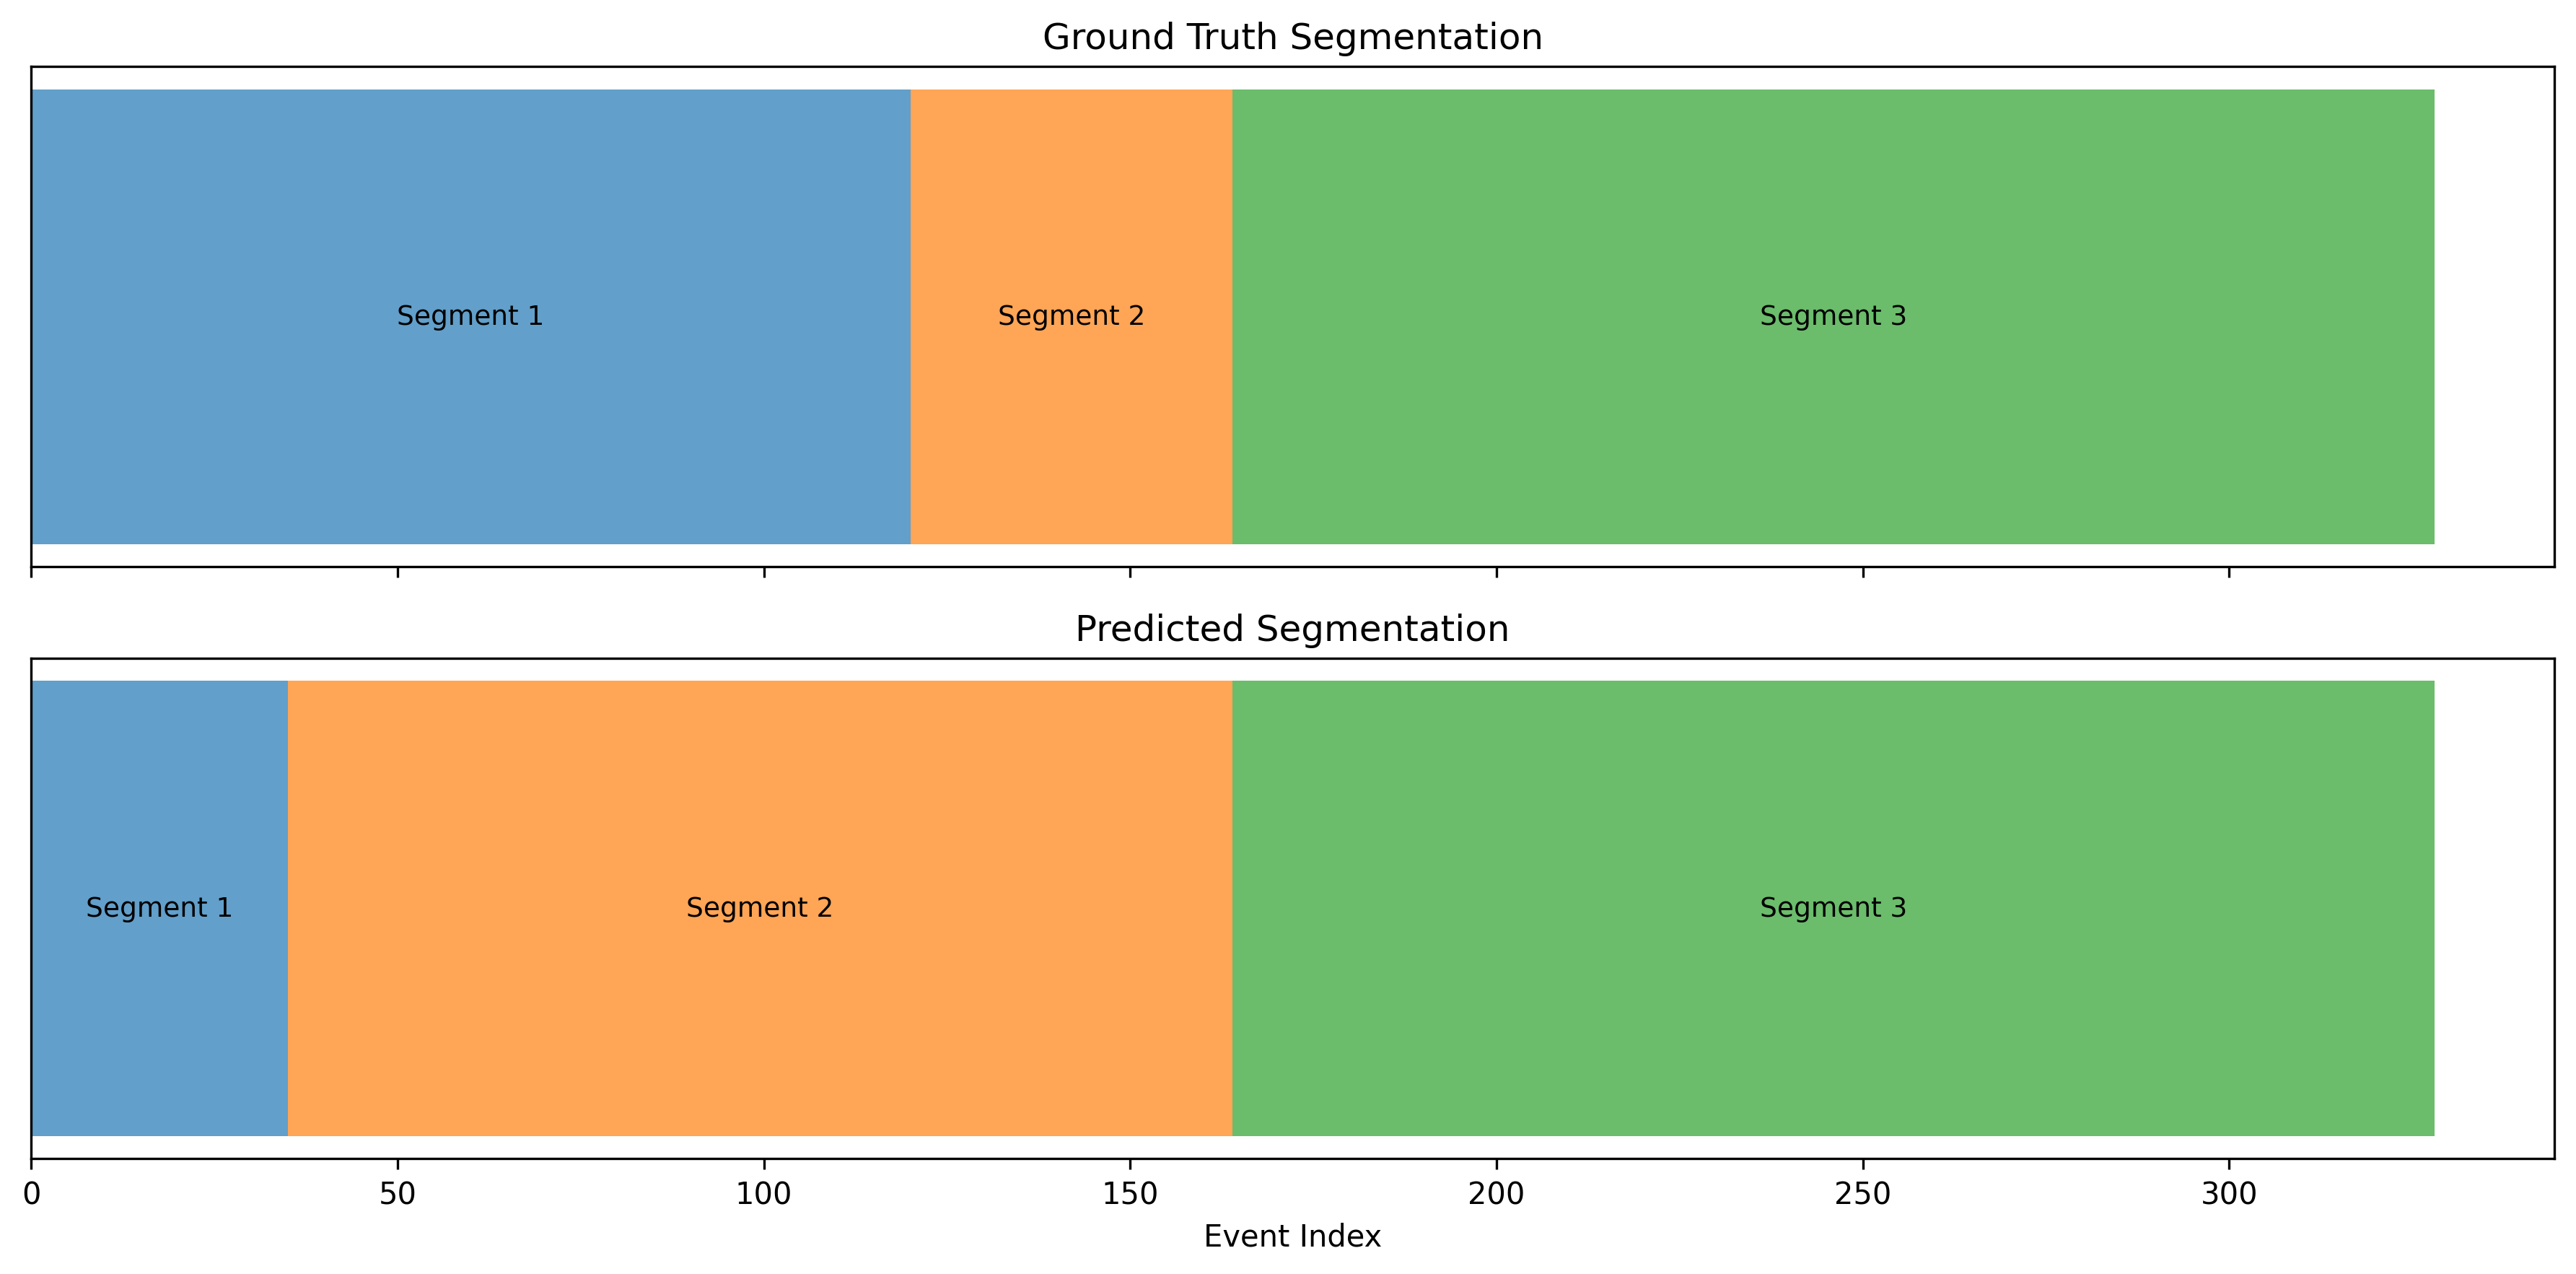 Ground Truth Segmentation
Segment 1 Segment 2 Segment 3
Predicted Segmentation
Segment 1 Segment 2 Segment 3
0 50 100 150 200 250 300
Event Index